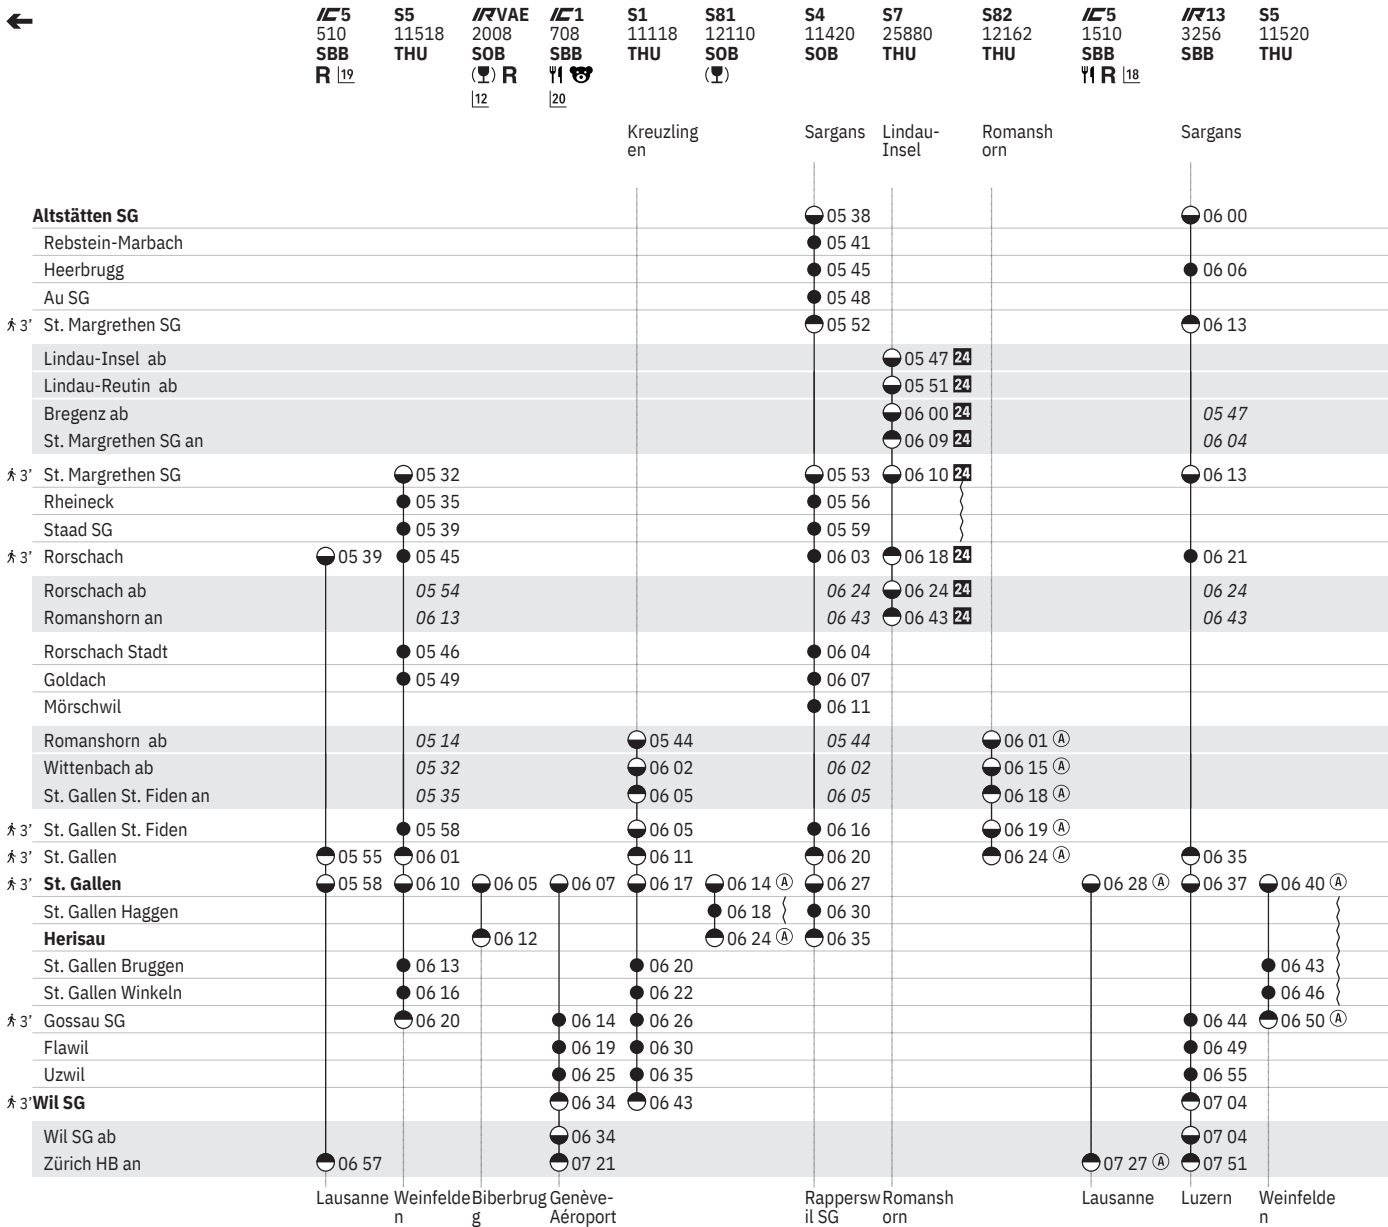 IC5 S5 IRVAE IC1 S1 S81 S4 S7 S82 IC5 IR13 S5
510 11518 2008 708 11118 12110 11420 25880 12162 1510 3256 11520
SBB THU SOB SBB THU SOB SOB THU THU SBB SBB THU
R 19 R R 18
12 20
Kreuzling Sargans Lindau- Romansh Sargans
en Insel orn
Altstätten SG 05 38 06 00
Rebstein-Marbach 05 41
Heerbrugg 05 45 06 06
Au SG 05 48
3' St. Margrethen SG 05 52 06 13
Lindau-Insel ab 05 47 24
Lindau-Reutin ab 05 51 24
Bregenz ab 06 00 24 05 47
St. Margrethen SG an 06 09 24 06 04
3' St. Margrethen SG 05 32 05 53 06 10 24 06 13
Rheineck 05 35 05 56
Staad SG 05 39 05 59
3' Rorschach 05 39 05 45 06 03 06 18 24 06 21
Rorschach ab 05 54 06 24 06 24 24 06 24
Romanshorn an 06 13 06 43 06 43 24 06 43
Rorschach Stadt 05 46 06 04
Goldach 05 49 06 07
Mörschwil 06 11
Romanshorn ab 05 14 05 44 05 44 06 01 A
Wittenbach ab 05 32 06 02 06 02 06 15 A
St. Gallen St. Fiden an 05 35 06 05 06 05 06 18 A
3' St. Gallen St. Fiden 05 58 06 05 06 16 06 19 A
3' St. Gallen 05 55 06 01 06 11 06 20 06 24 A 06 35
3' St. Gallen 05 58 06 10 06 05 06 07 06 17 06 14 A 06 27 06 28 A 06 37 06 40 A
St. Gallen Haggen 06 18 06 30
Herisau 06 12 06 24 A 06 35
St. Gallen Bruggen 06 13 06 20 06 43
St. Gallen Winkeln 06 16 06 22 06 46
3' Gossau SG 06 20 06 14 06 26 06 44 06 50 A
Flawil 06 19 06 30 06 49
Uzwil 06 25 06 35 06 55
3' Wil SG 06 34 06 43 07 04
Wil SG ab 06 34 07 04
Zürich HB an 06 57 07 21 07 27 A 07 51
Lausanne Weinfelde Biberbrug Genève- Rappersw Romansh Lausanne Luzern Weinfelde
n g Aéroport il SG orn n